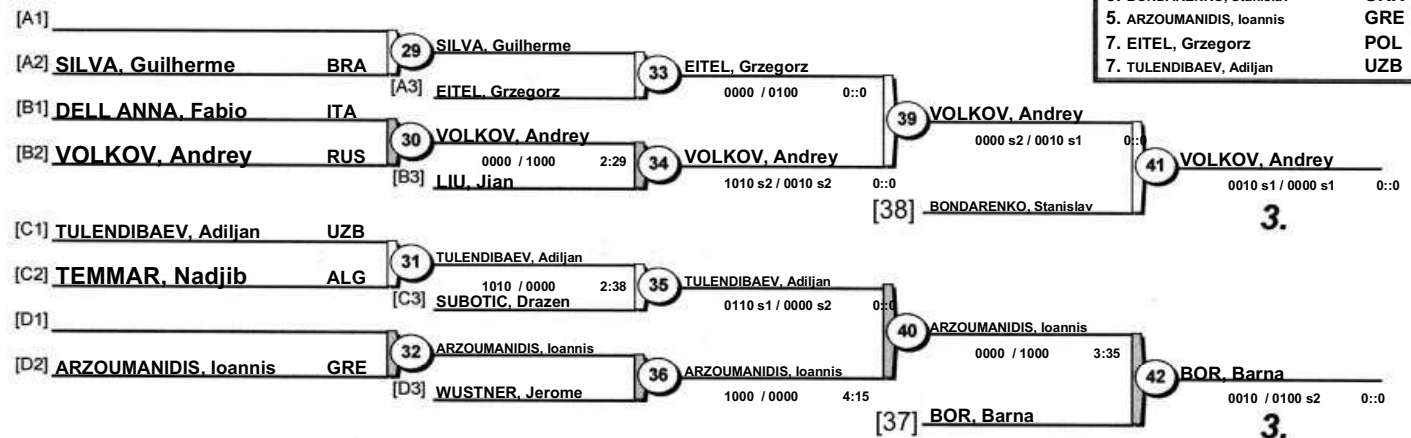 5. ARZOUMANIDIS, Ioannis GRE
7. EITEL, Grzegorz POL
7. TULENDIBAEV, Adiljan UZB
[A1]
[A2] SILVA, Guilherme BRA
29 SILVA, Guilherme
[A3] EITEL, Grzegorz
33 EITEL, Grzegorz
0000 / 0100 0::0
[B1] DELL ANNA, Fabio ITA
[B2] VOLKOV, Andrey RUS
30 VOLKOV, Andrey
0000 / 1000 2:29
[B3] LIU, Jian
34 VOLKOV, Andrey
1010 s2 / 0010 s2 0::0
39 VOLKOV, Andrey
0000 s2 / 0010 s1 0::0
[38] BONDARENKO, Stanislav
41 VOLKOV, Andrey
0010 s1 / 0000 s1 0::0
3.
[C1] TULENDIBAEV, Adiljan UZB
[C2] TEMMAR, Nadjib ALG
31 TULENDIBAEV, Adiljan
1010 / 0000 2:38
[C3] SUBOTIC, Drazen
35 TULENDIBAEV, Adiljan
0110 s1 / 0000 s2 0::0
[D1]
[D2] ARZOUMANIDIS, Ioannis GRE
32 ARZOUMANIDIS, Ioannis
[D3] WUSTNER, Jerome
36 ARZOUMANIDIS, Ioannis
1000 / 0000 4:15
40 ARZOUMANIDIS, Ioannis
0000 / 1000 3:35
[37] BOR, Barna
42 BOR, Barna
0010 / 0100 s2 0::0
3.